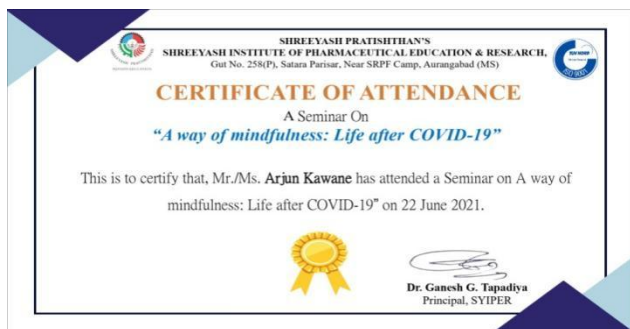 SHREEYASH PRATISHTHAN'S
SHREEYASH INSTITUTE OF PHARMACEUTICAL EDUCATION & RESEARCH,
Gut No. 258(P), Satara Parisar, Near SRPF Camp, Aurangabad (MS)
CERTIFICATE OF ATTENDANCE
A Seminar On
“A way of mindfulness: Life after COVID-19”
This is to certify that, Mr./Ms. Arjun Kawane has attended a Seminar on A way of
mindfulness: Life after COVID-19” on 22 June 2021.
Dr. Ganesh G. Tapadiya
Principal, SYIPER
ISO 9001